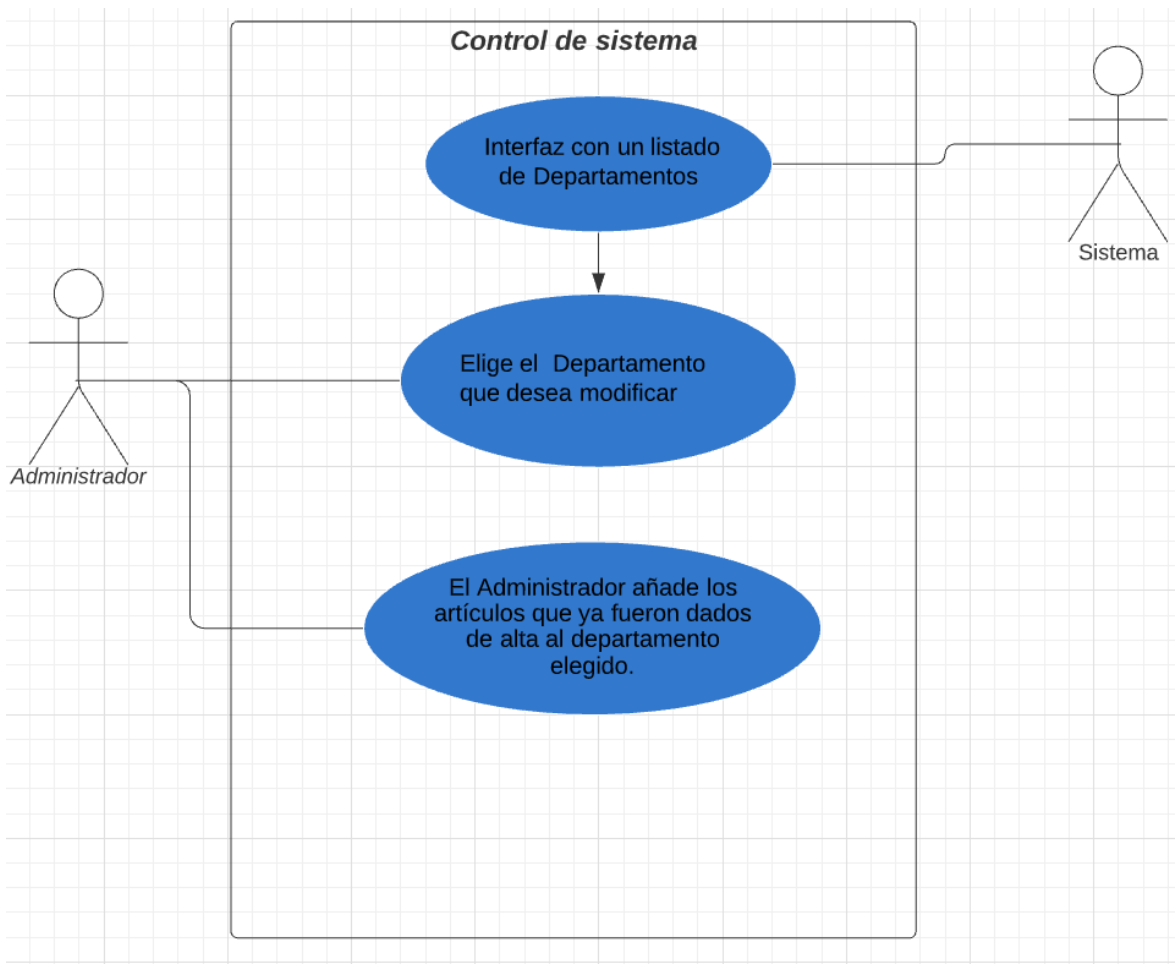 Control de sistema
Interfaz con un listado
de Departamentos
Sistema
Elige el  Departamento
que desea modificar
Administrador
El Administrador añade los
artículos que ya fueron dados
de alta al departamento
elegido.